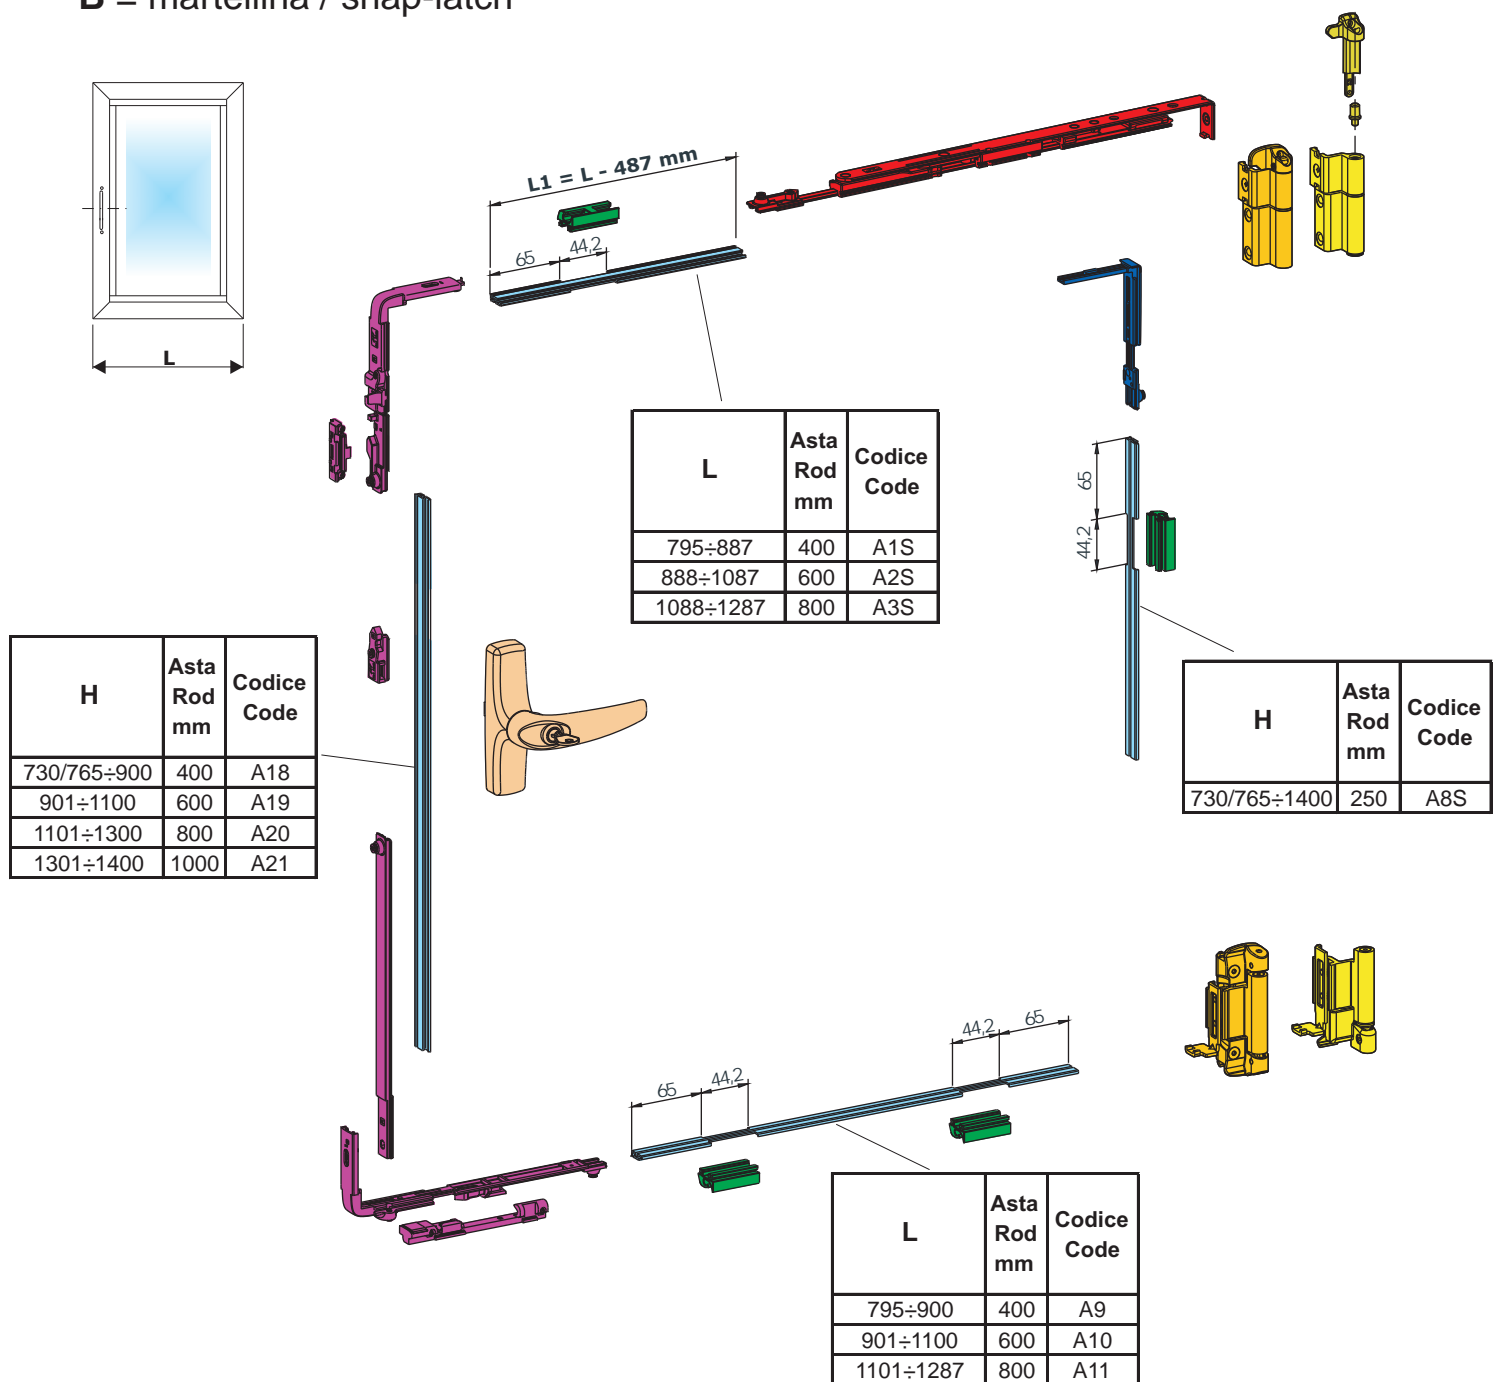 B = martellina / snap-latch
L1 = L - 487 mm
65
44,2
L
L
Asta Rod mm
Codice Code
795÷887 400 A1S
888÷1087 600 A2S
1088÷1287 800 A3S
65
44,2
H
Asta Rod mm
Codice Code
730/765÷900 400 A18
901÷1100 600 A19
1101÷1300 800 A20
1301÷1400 1000 A21
H
Asta Rod mm
Codice Code
730/765÷1400 250 A8S
65
44,2
44,2
65
L
Asta Rod mm
Codice Code
795÷900 400 A9
901÷1100 600 A10
1101÷1287 800 A11